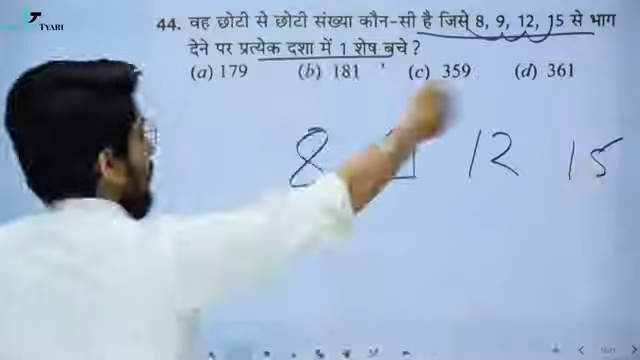 TYARI
44. वह छोटी से छोटी संख्या कौन-सी है जिसे 8, 9, 12, 15 से भाग
देने पर प्रत्येक दशा में 1 शेष बचे ?
(a) 179 (b) 181 (c) 359 (d) 361
8 12 15